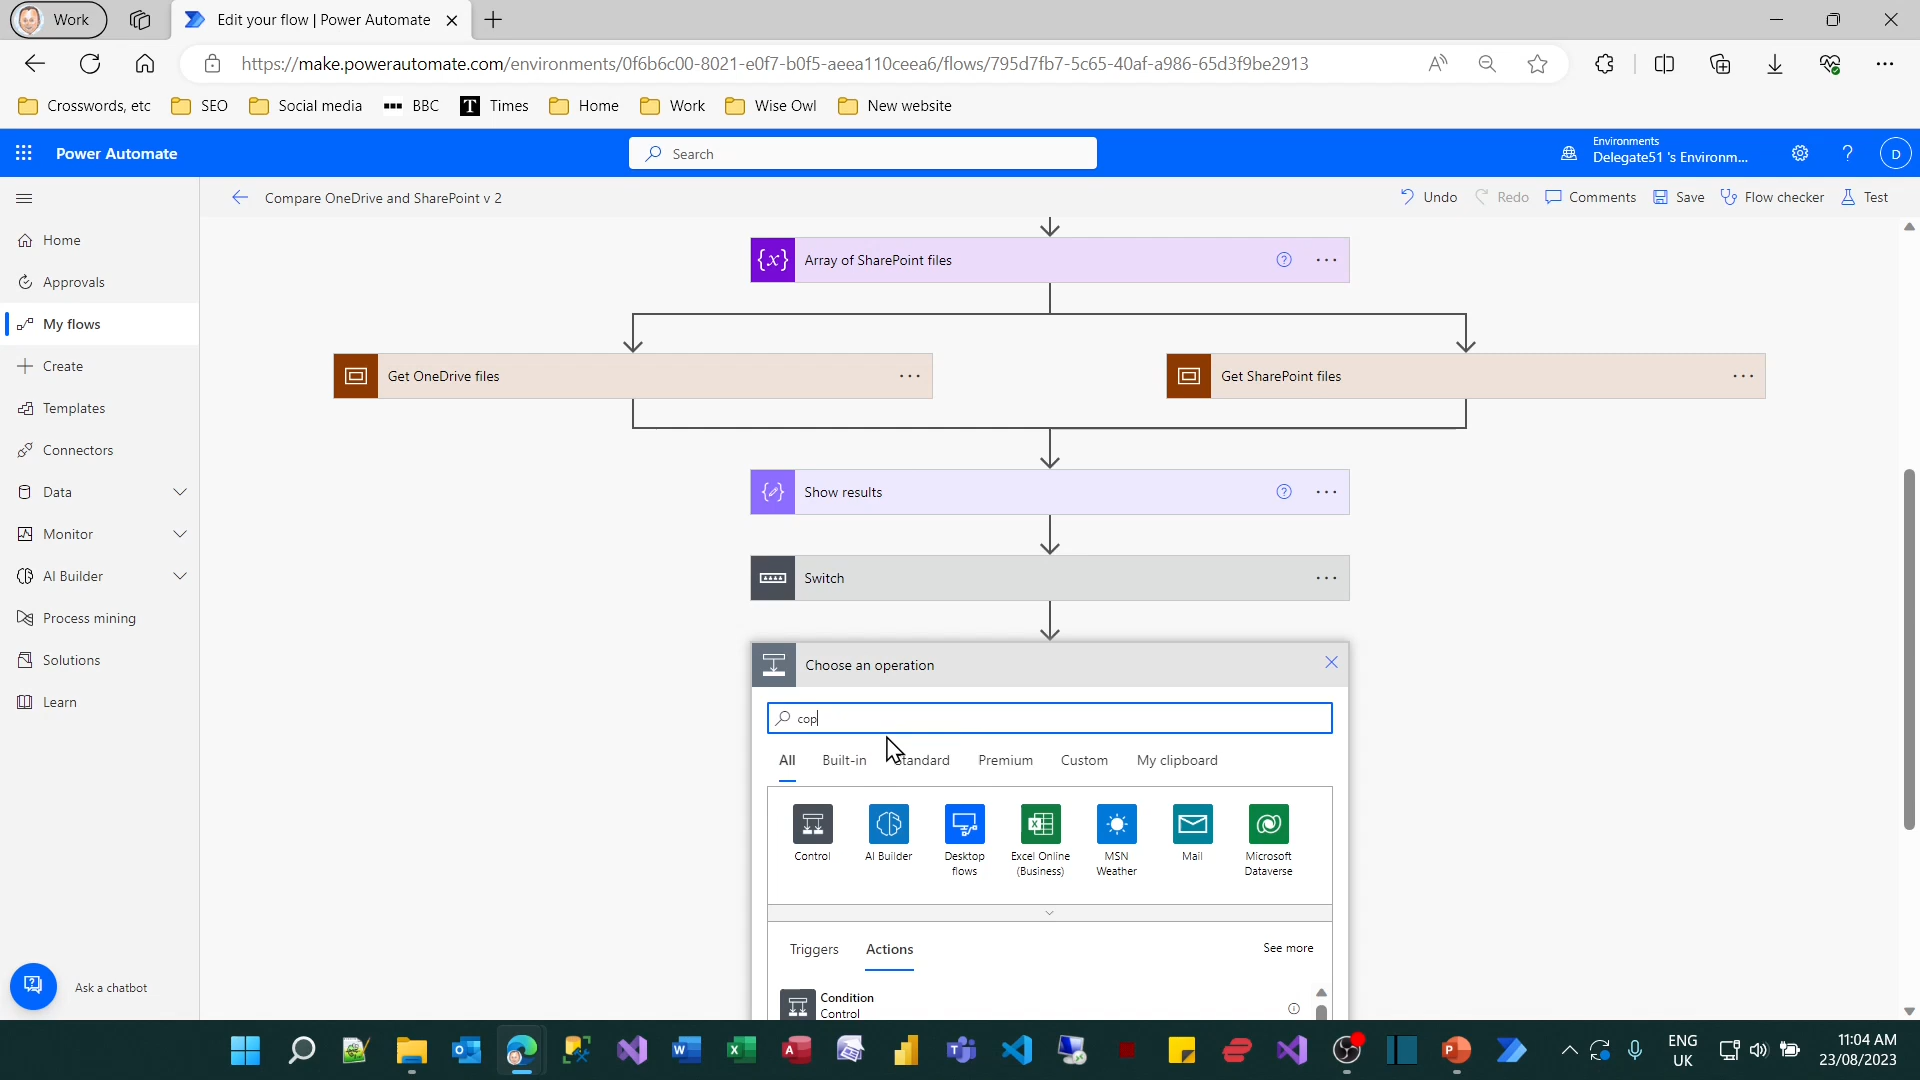 Work
Edit your flow | Power Automate
https://make.powerautomate.com/environments/0f6b6c00-8021-e0f7-b0f5-aeea110ceea6/flows/795d7fb7-5c65-40af-a986-65d3f9be2913
Crosswords, etc
SEO
Social media
BBC
T Times
Home
Work
Wise Owl
New website
Power Automate
Search
Environments
Delegate51 's Environm...
?
D
Compare OneDrive and SharePoint v 2
Undo
Redo
Comments
Save
Flow checker
Test
Home
Approvals
My flows
Create
Templates
Connectors
Data
Monitor
AI Builder
Process mining
Solutions
Learn
Ask a chatbot
{x} Array of SharePoint files
Get OneDrive files
Get SharePoint files
Show results
Switch
Choose an operation
cop
All
Built-in
Standard
Premium
Custom
My clipboard
Control
AI Builder
Desktop
flows
Excel Online
(Business)
MSN
Weather
Mail
Microsoft
Dataverse
Triggers
Actions
See more
Condition
Control
ENG
UK
11:04 AM
23/08/2023